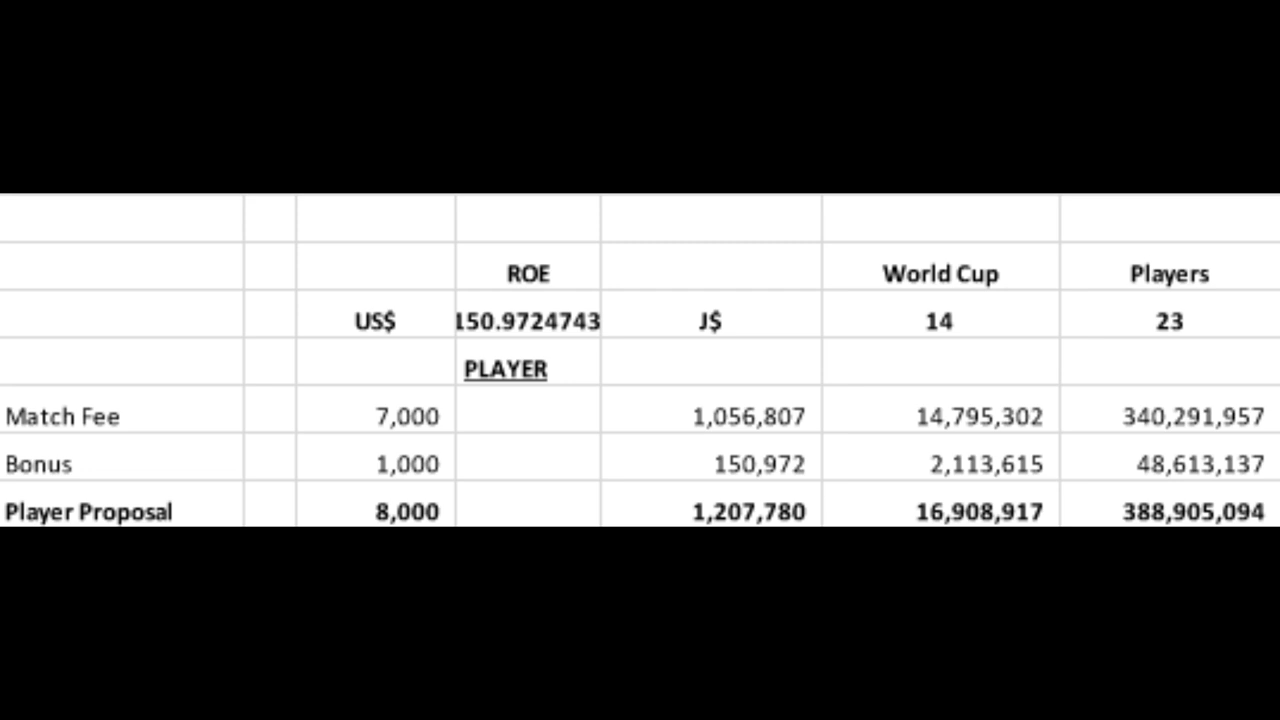 ROE World Cup Players
US$ 150.9724743 J$ 14 23
PLAYER
Match Fee 7,000 1,056,807 14,795,302 340,291,957
Bonus 1,000 150,972 2,113,615 48,613,137
Player Proposal 8,000 1,207,780 16,908,917 388,905,094